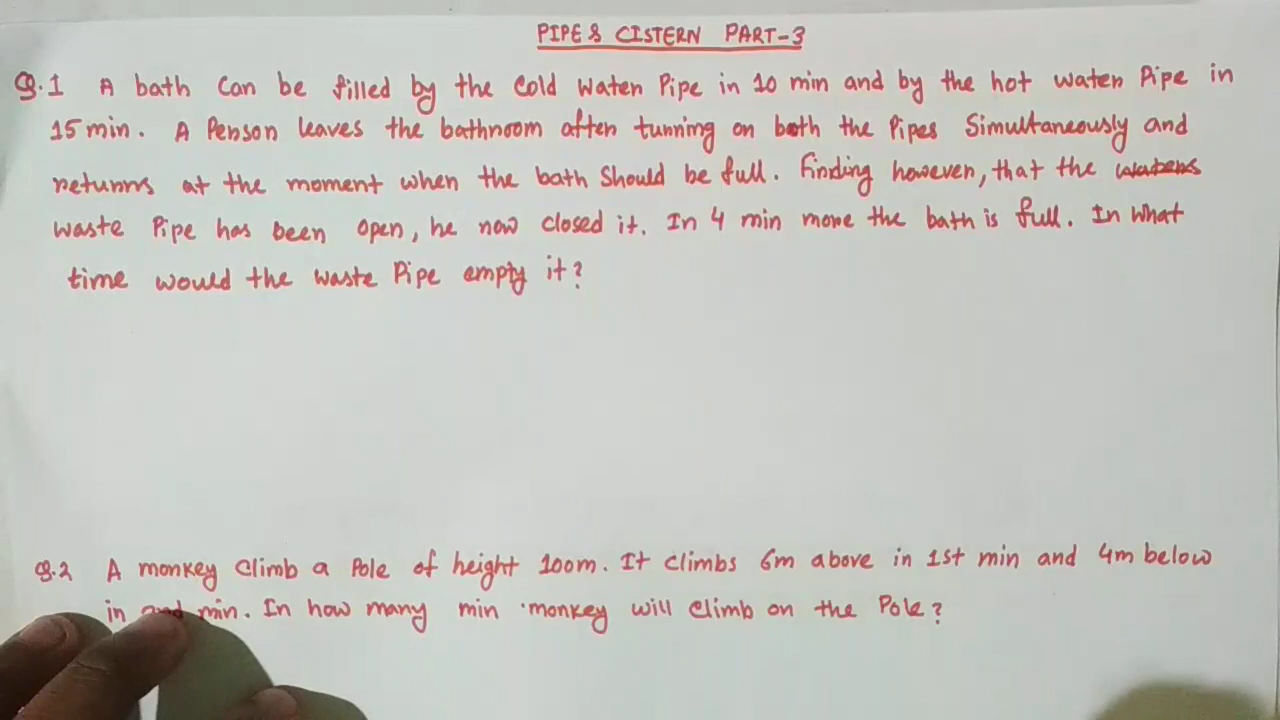 PIPE & CISTERN PART-3
Q.1 A bath can be filled by the cold water Pipe in 10 min and by the hot water Pipe in
15 min. A Person leaves the bathroom after tunning on both the Pipes Simultaneously and
returns at the moment when the bath Should be full. Finding however, that the waters
waste Pipe has been open, he now closed it. In 4 min more the bath is full. In what
time would the waste Pipe empty it?
Q.2 A monkey Climb a Pole of height 100m. It Climbs 6m above in 1st min and 4m below
in 2nd min. In how many min monkey will Climb on the Pole?